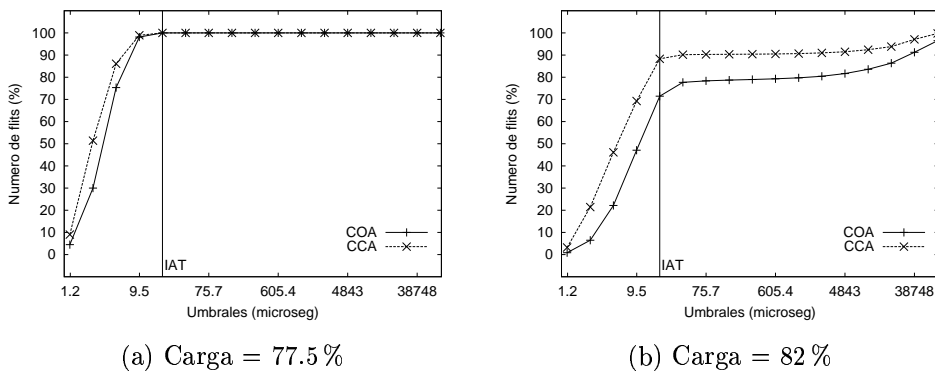 Numero de flits (%)
100
90
80
70
60
50
40
30
20
10
0
COA
CCA
IAT
1.2 9.5 75.7 605.4 4843 38748
Umbrales (microseg)
(a) Carga = 77.5 %
Numero de flits (%)
100
90
80
70
60
50
40
30
20
10
0
COA
CCA
IAT
1.2 9.5 75.7 605.4 4843 38748
Umbrales (microseg)
(b) Carga = 82 %